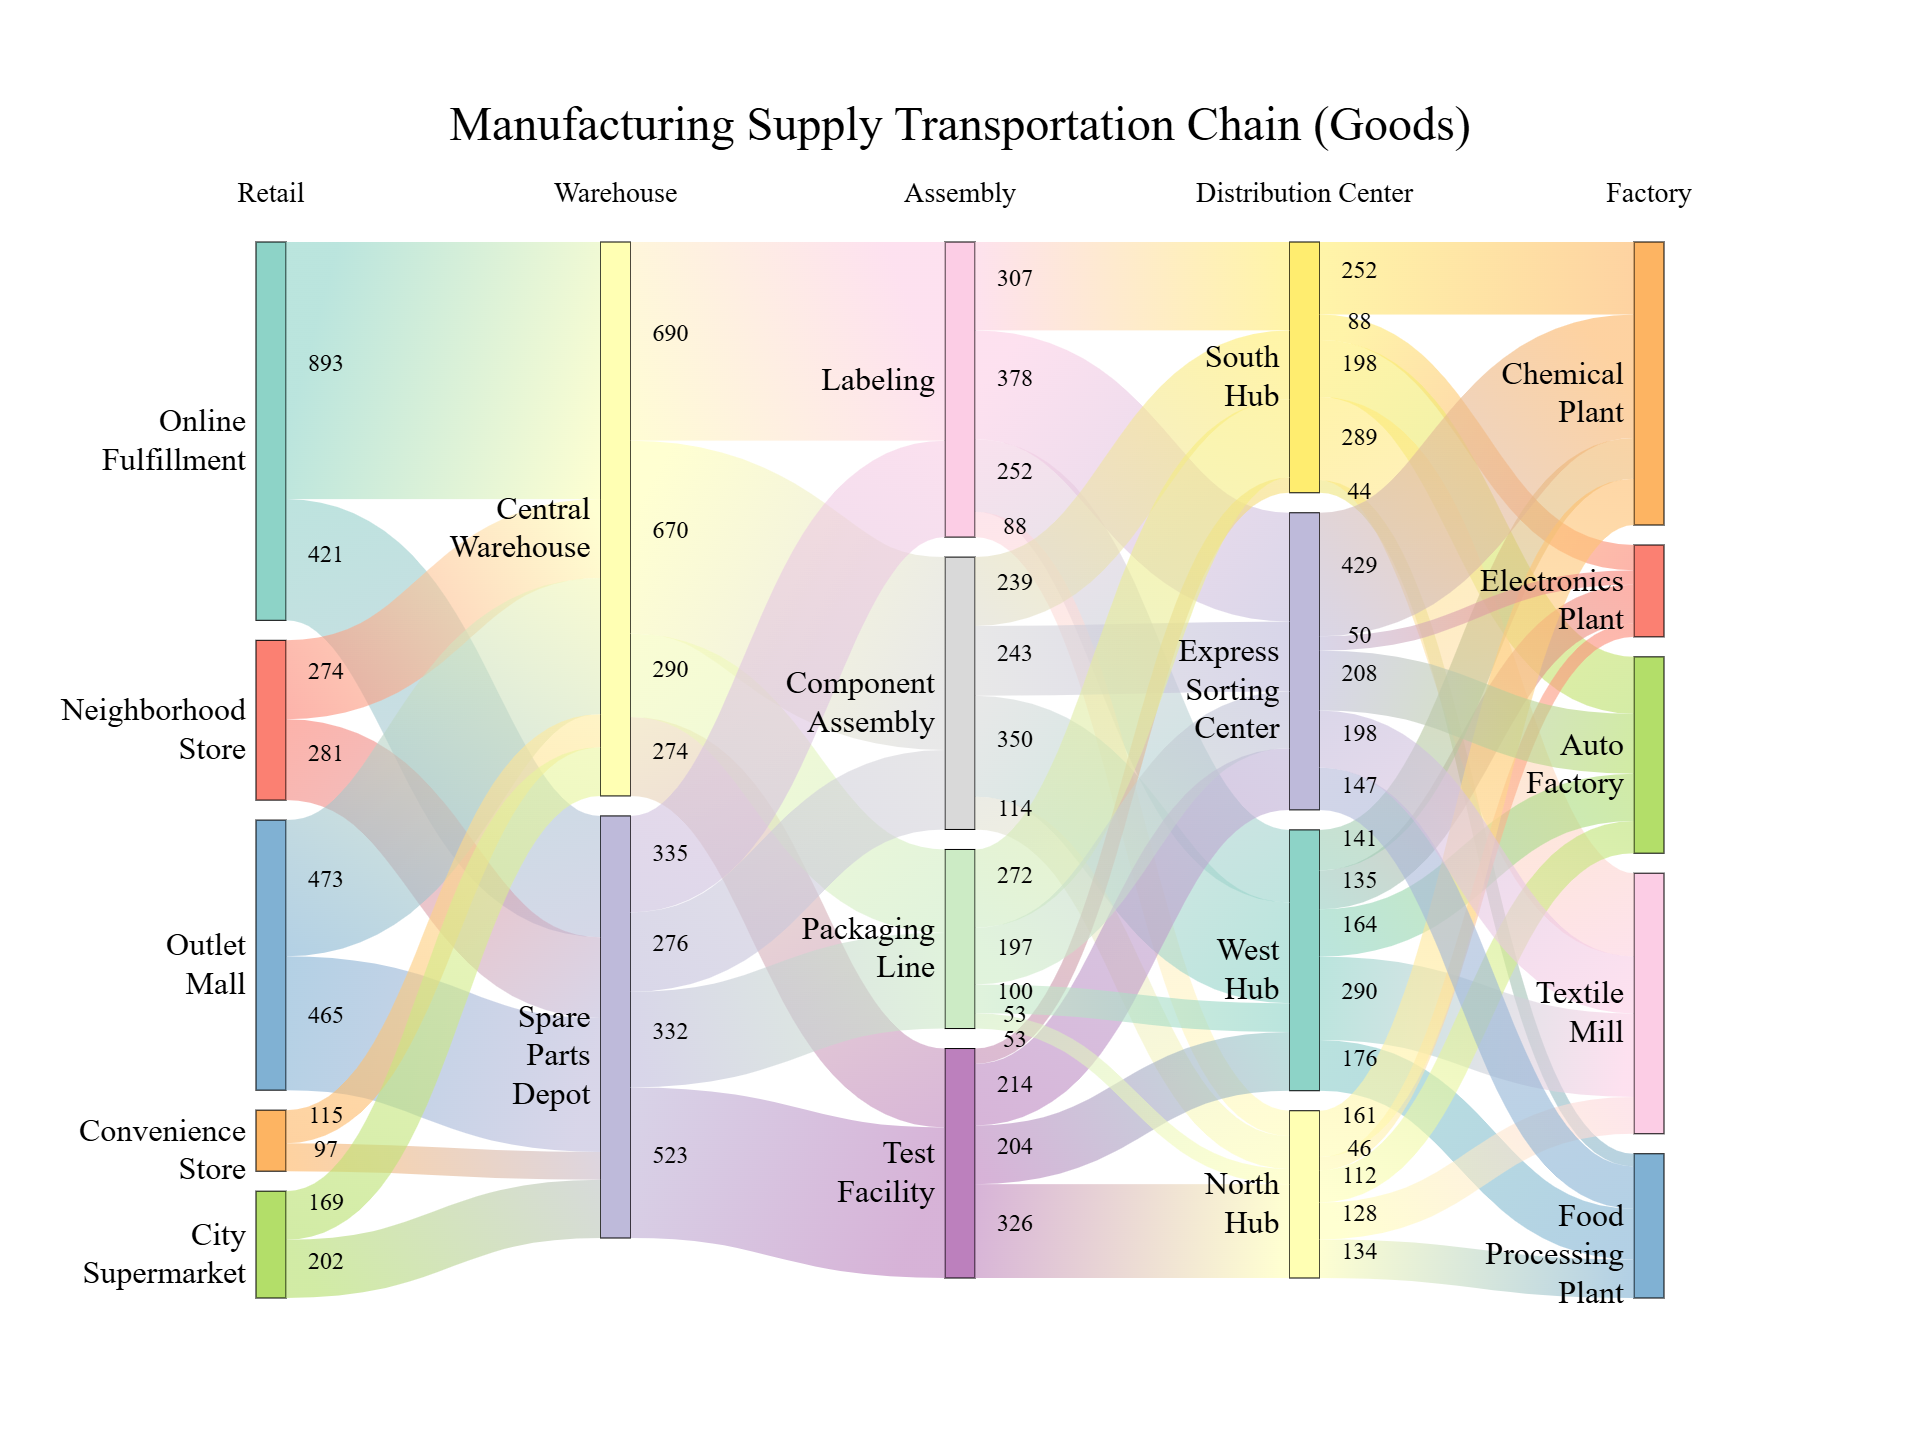 Manufacturing Supply Transportation Chain (Goods)
Retail
Warehouse
Assembly
Distribution Center
Factory
Online
Fulfillment
893
421
Neighborhood
Store
274
281
Outlet
Mall
473
465
Convenience
Store
115
97
City
Supermarket
169
202
Central
Warehouse
690
670
290
274
Spare
Parts
Depot
335
276
332
523
Labeling
307
378
252
88
Component
Assembly
239
243
350
114
Packaging
Line
272
197
100
53
Test
Facility
53
214
204
326
South
Hub
252
88
198
289
44
Express
Sorting
Center
429
50
208
198
147
West
Hub
141
135
164
290
176
North
Hub
161
46
112
128
134
Chemical
Plant
Electronics
Plant
Auto
Factory
Textile
Mill
Food
Processing
Plant